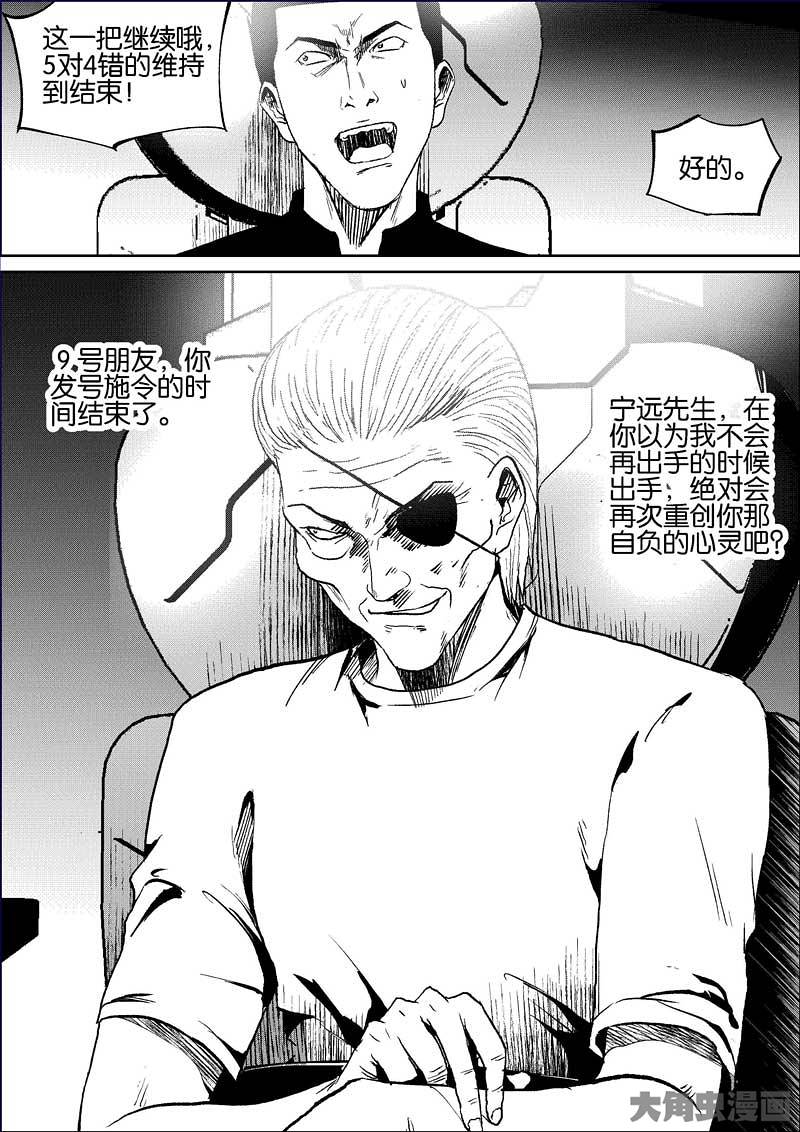 这一把继续哦，
5对4错的维持
到结束！
好的。
9号朋友，你
发号施令的时
间结束了。
宁远先生，在
你以为我不会
再出手的时候
出手；绝对会
再次重创你那
自负的心灵吧？
大角虫漫画